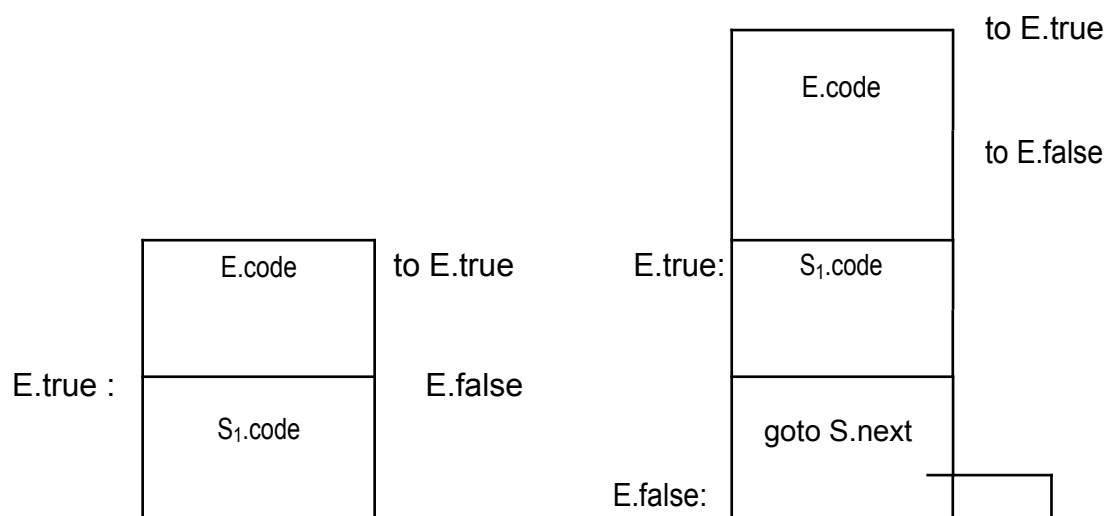 E.code
to E.true
E.true :
E.false
S₁.code
to E.true
E.code
to E.false
E.true:
S₁.code
goto S.next
E.false: